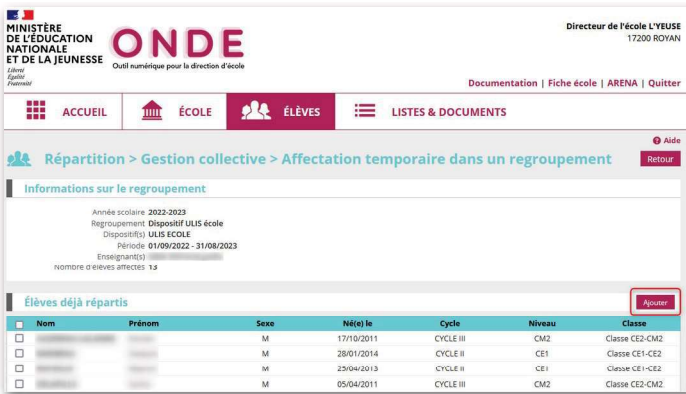 MINISTÈRE
DE L'ÉDUCATION
NATIONALE
ET DE LA JEUNESSE
Liberté
Égalité
Fraternité
ONDE
Outil numérique pour la direction d'école
Directeur de l'école L'YEUSE
17200 ROYAN
Documentation | Fiche école | ARENA | Quitter
ACCUEIL ÉCOLE ÉLÈVES LISTES & DOCUMENTS
Aide
Répartition > Gestion collective > Affectation temporaire dans un regroupement Retour
Informations sur le regroupement
Année scolaire 2022-2023
Regroupement Dispositif ULIS école
Dispositif(s) ULIS ECOLE
Période 01/09/2022 - 31/08/2023
Enseignant(s)
Nombre d'élèves affectés 13
Élèves déjà répartis Ajouter
Nom Prénom Sexe Né(e) le Cycle Niveau Classe
M 17/10/2011 CYCLE III CM2 Classe CE2-CM2
M 28/01/2014 CYCLE II CE1 Classe CE1-CE2
M 25/04/2013 CYCLE II CE1 Classe CE1-CE2
M 05/04/2011 CYCLE III CM2 Classe CE2-CM2